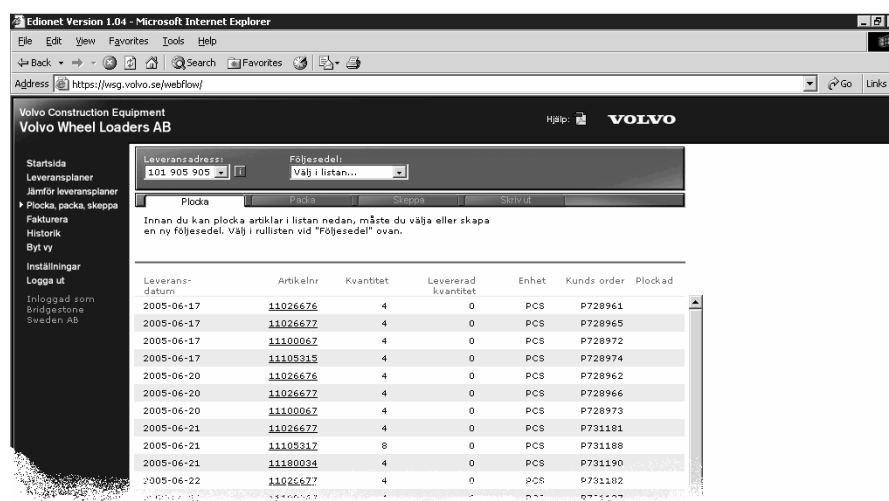 Edionet Version 1.04 - Microsoft Internet Explorer
File Edit View Favorites Tools Help
Back Search Favorites
Address https://wsg.volvo.se/webflow/ Go Links
Volvo Construction Equipment
Volvo Wheel Loaders AB
Hjälp: VOLVO
Startsida
Leveransplaner
Jämför leveransplaner
Plocka, packa, skeppa
Fakturera
Historik
Byt vy
Inställningar
Logga ut
Inloggad som
Bridgestone
Sweden AB
Leveransadress: Följesedel:
101 905 905 i Välj i listan...
Plocka Packa Skeppa Skriv ut
Innan du kan plocka artiklar i listan nedan, måste du välja eller skapa
en ny följesedel. Välj i rullisten vid "Följesedel" ovan.
Leverans- Artikelnr Kvantitet Levererad Enhet Kunds order Plockad
datum kvantitet
2005-06-17 11026676 4 0 PCS P728961
2005-06-17 11026677 4 0 PCS P728965
2005-06-17 11100067 4 0 PCS P728972
2005-06-17 11105315 4 0 PCS P728974
2005-06-20 11026676 4 0 PCS P728962
2005-06-20 11026677 4 0 PCS P728966
2005-06-20 11100067 4 0 PCS P728973
2005-06-21 11026677 4 0 PCS P731181
2005-06-21 11105317 8 0 PCS P731188
2005-06-21 11180034 4 0 PCS P731190
2005-06-22 11026677 4 0 PCS P731182